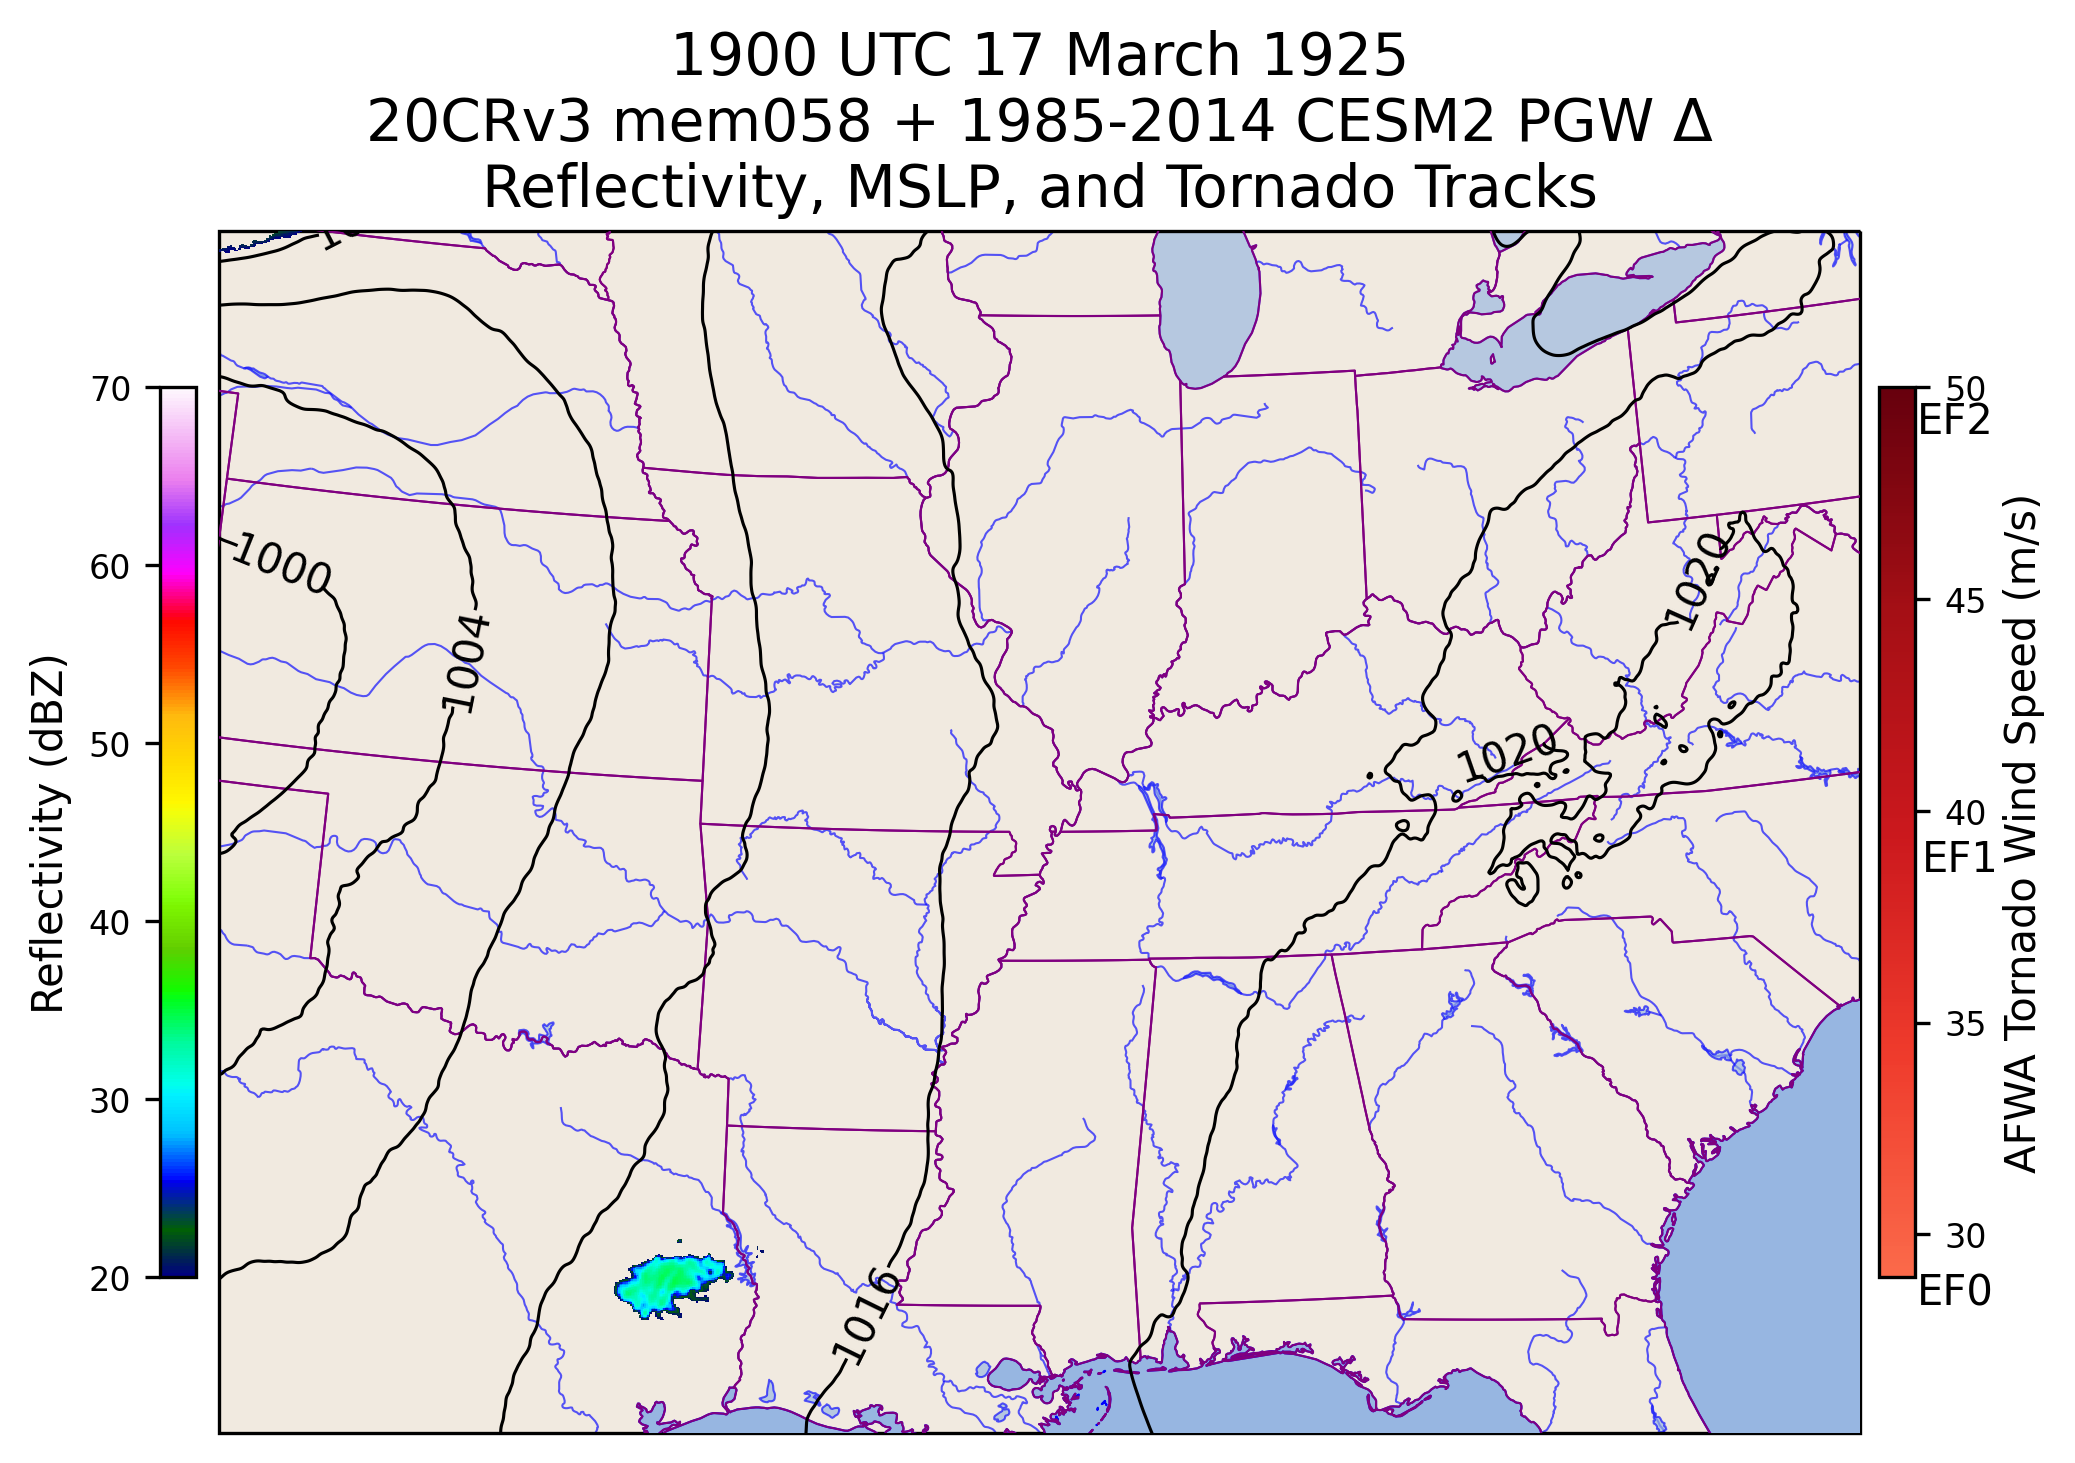 1900 UTC 17 March 1925
20CRv3 mem058 + 1985-2014 CESM2 PGW Δ
Reflectivity, MSLP, and Tornado Tracks
70
60
50
40
30
20
Reflectivity (dBZ)
1000
1004
1016
1020
1020
50
EF2
45
40
EF1
35
30
EF0
AFWA Tornado Wind Speed (m/s)